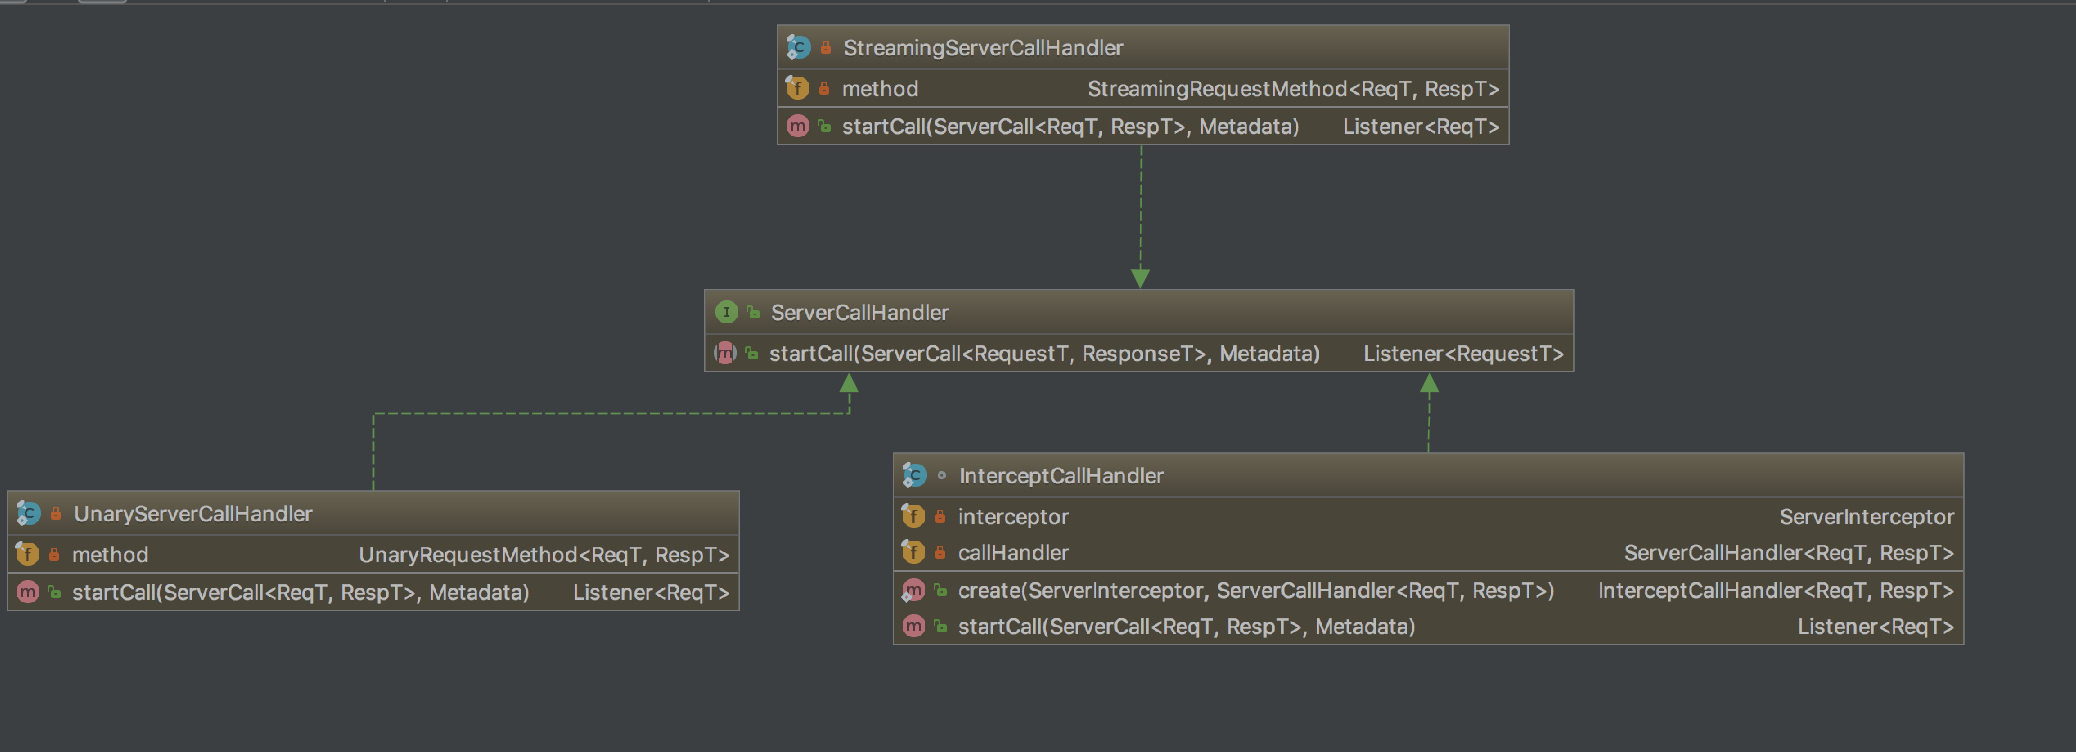 StreamingServerCallHandler
method StreamingRequestMethod<ReqT, RespT>
startCall(ServerCall<ReqT, RespT>, Metadata) Listener<ReqT>
ServerCallHandler
startCall(ServerCall<RequestT, ResponseT>, Metadata) Listener<RequestT>
UnaryServerCallHandler
method UnaryRequestMethod<ReqT, RespT>
startCall(ServerCall<ReqT, RespT>, Metadata) Listener<ReqT>
InterceptCallHandler
interceptor ServerInterceptor
callHandler ServerCallHandler<ReqT, RespT>
create(ServerInterceptor, ServerCallHandler<ReqT, RespT>) InterceptCallHandler<ReqT, RespT>
startCall(ServerCall<ReqT, RespT>, Metadata) Listener<ReqT>